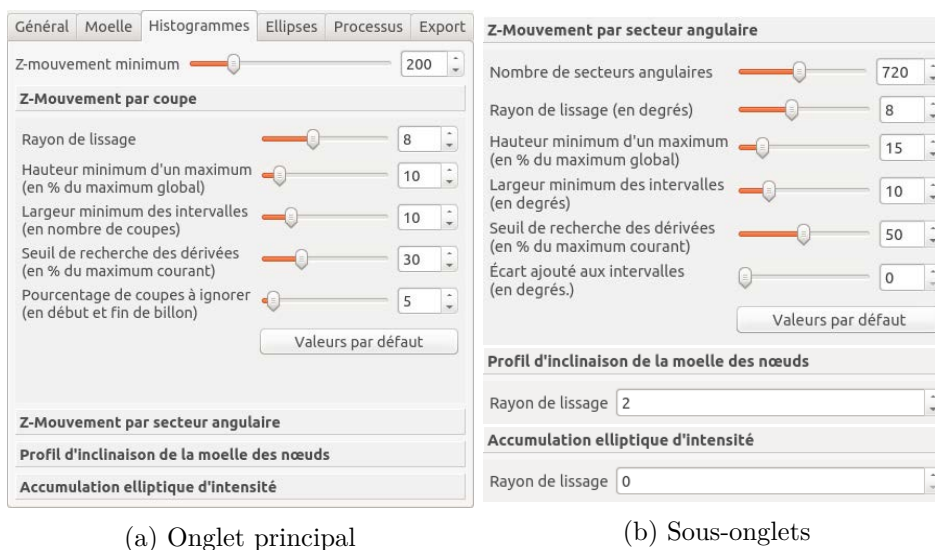 Général Moelle Histogrammes Ellipses Processus Export
Z-mouvement minimum 200
Z-Mouvement par coupe
Rayon de lissage 8
Hauteur minimum d'un maximum
(en % du maximum global) 10
Largeur minimum des intervalles
(en nombre de coupes) 10
Seuil de recherche des dérivées
(en % du maximum courant) 30
Pourcentage de coupes à ignorer
(en début et fin de billon) 5
Valeurs par défaut
Z-Mouvement par secteur angulaire
Profil d'inclinaison de la moelle des nœuds
Accumulation elliptique d'intensité
(a) Onglet principal
Z-Mouvement par secteur angulaire
Nombre de secteurs angulaires 720
Rayon de lissage (en degrés) 8
Hauteur minimum d'un maximum
(en % du maximum global) 15
Largeur minimum des intervalles
(en degrés) 10
Seuil de recherche des dérivées
(en % du maximum courant) 50
Écart ajouté aux intervalles
(en degrés.) 0
Valeurs par défaut
Profil d'inclinaison de la moelle des nœuds
Rayon de lissage 2
Accumulation elliptique d'intensité
Rayon de lissage 0
(b) Sous-onglets